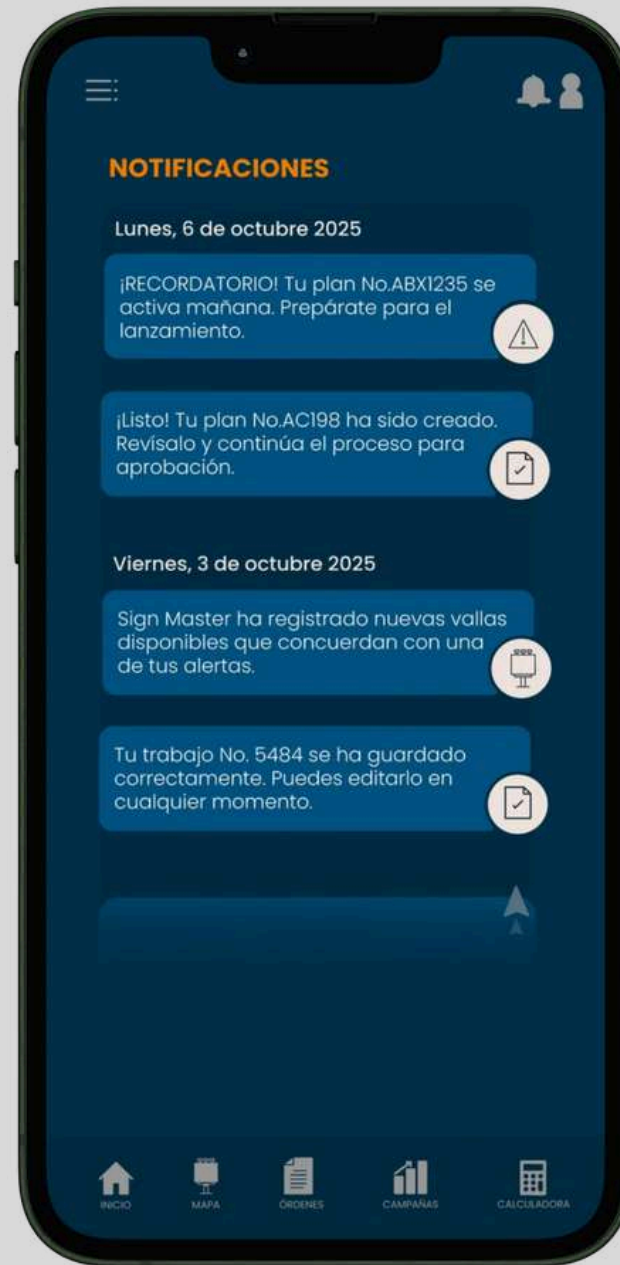 NOTIFICACIONES
Lunes, 6 de octubre 2025
¡RECORDATORIO! Tu plan No.ABX1235 se
activa mañana. Prepárate para el
lanzamiento.
¡Listo! Tu plan No.AC198 ha sido creado.
Revísalo y continúa el proceso para
aprobación.
Viernes, 3 de octubre 2025
Sign Master ha registrado nuevas vallas
disponibles que concuerdan con una
de tus alertas.
Tu trabajo No. 5484 se ha guardado
correctamente. Puedes editarlo en
cualquier momento.
INICIO
MAPA
ÓRDENES
CAMPAÑAS
CALCULADORA